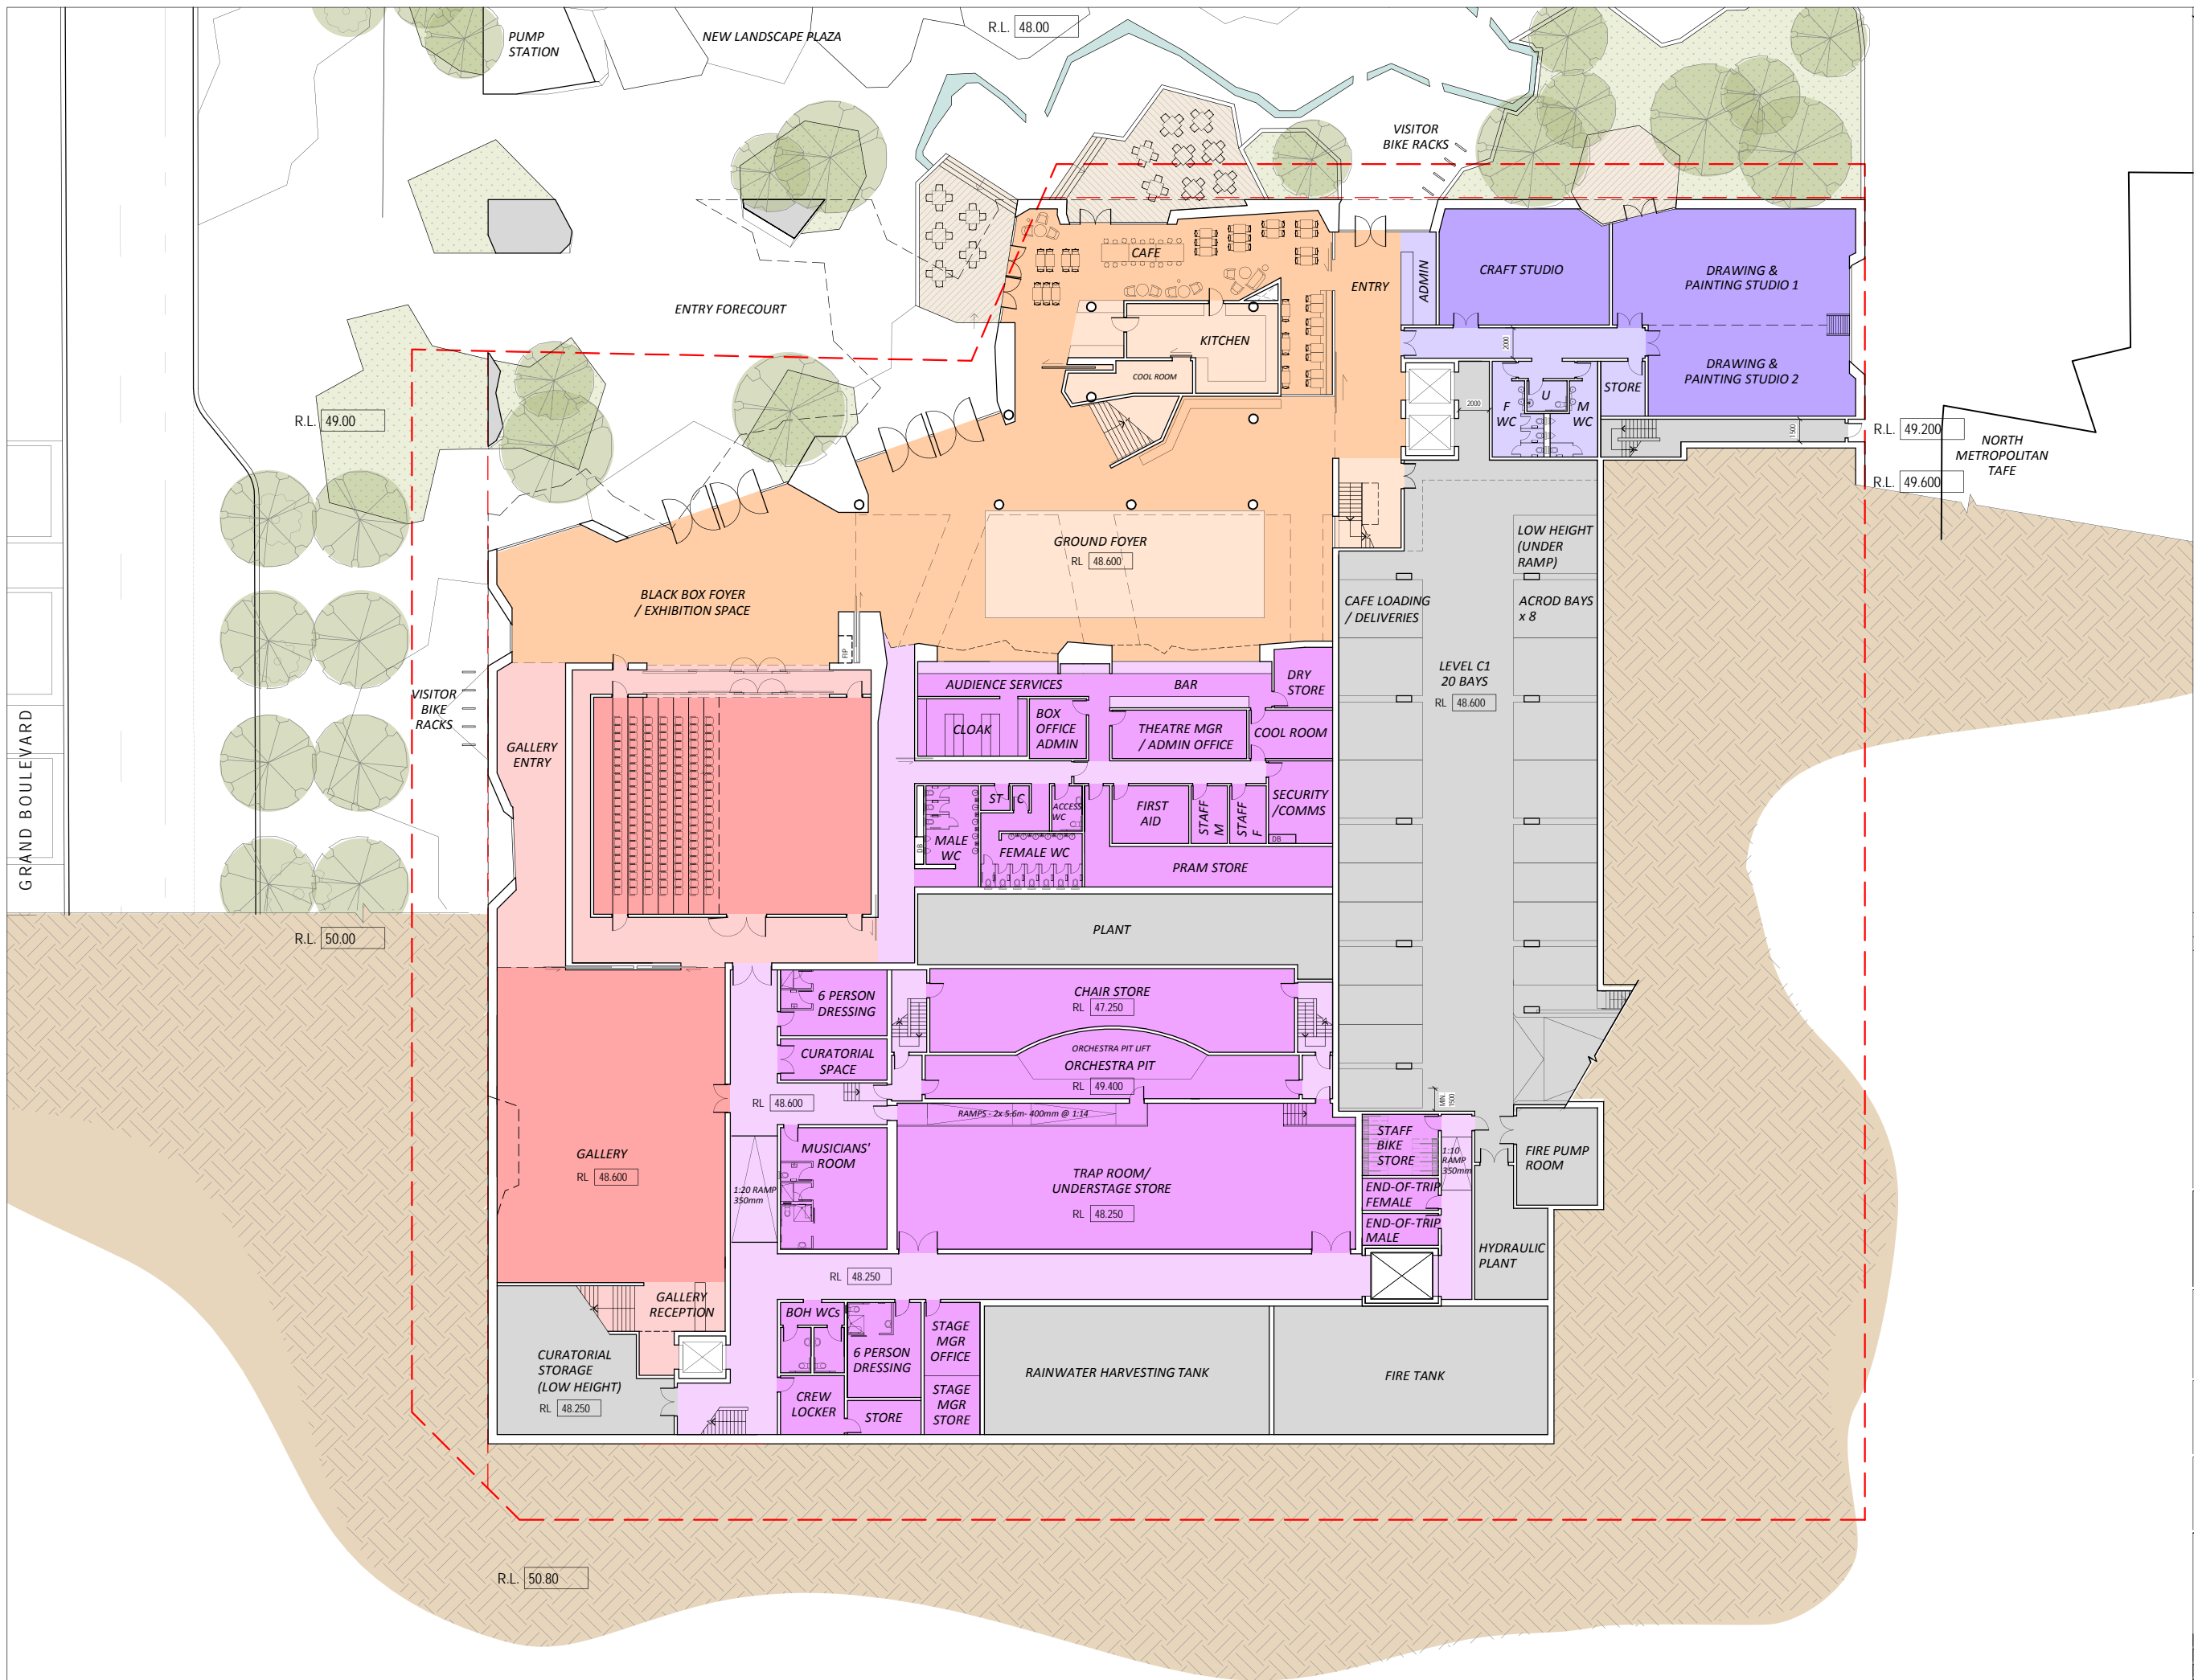 PUMP
STATION
NEW LANDSCAPE PLAZA
R.L. 48.00
VISITOR
BIKE RACKS
CAFE
ENTRY
ADMIN
CRAFT STUDIO
DRAWING &
PAINTING STUDIO 1
ENTRY FORECOURT
KITCHEN
COOL ROOM
2000
DRAWING &
PAINTING STUDIO 2
STORE
U
F
WC
M
WC
2000
1500
R.L. 49.00
R.L. 49.200
NORTH
METROPOLITAN
TAFE
R.L. 49.600
GROUND FOYER
RL 48.600
LOW HEIGHT
(UNDER
RAMP)
BLACK BOX FOYER
/ EXHIBITION SPACE
CAFE LOADING
/ DELIVERIES
ACROD BAYS
x 8
FIP
LEVEL C1
20 BAYS
RL 48.600
VISITOR
BIKE
RACKS
GRAND BOULEVARD
GALLERY
ENTRY
AUDIENCE SERVICES
BAR
DRY
STORE
CLOAK
BOX
OFFICE
ADMIN
THEATRE MGR
/ ADMIN OFFICE
COOL ROOM
ST
C
ACCESS
WC
FIRST
AID
STAFF
M
STAFF
F
SECURITY
/COMMS
DB
DB
MALE
WC
FEMALE WC
PRAM STORE
PLANT
R.L. 50.00
6 PERSON
DRESSING
CHAIR STORE
RL 47.250
CURATORIAL
SPACE
ORCHESTRA PIT LIFT
ORCHESTRA PIT
RL 49.400
RL 48.600
RAMPS - 2x 5.6m- 400mm @ 1:14
MIN.
1500
MUSICIANS'
ROOM
STAFF
BIKE
STORE
1:10
RAMP
350mm
FIRE PUMP
ROOM
GALLERY
RL 48.600
1:20 RAMP
350mm
TRAP ROOM/
UNDERSTAGE STORE
RL 48.250
END-OF-TRIP
FEMALE
END-OF-TRIP
MALE
HYDRAULIC
PLANT
RL 48.250
GALLERY
RECEPTION
BOH WCs
6 PERSON
DRESSING
STAGE
MGR
OFFICE
CURATORIAL
STORAGE
(LOW HEIGHT)
RL 48.250
RAINWATER HARVESTING TANK
FIRE TANK
CREW
LOCKER
STORE
STAGE
MGR
STORE
R.L. 50.80